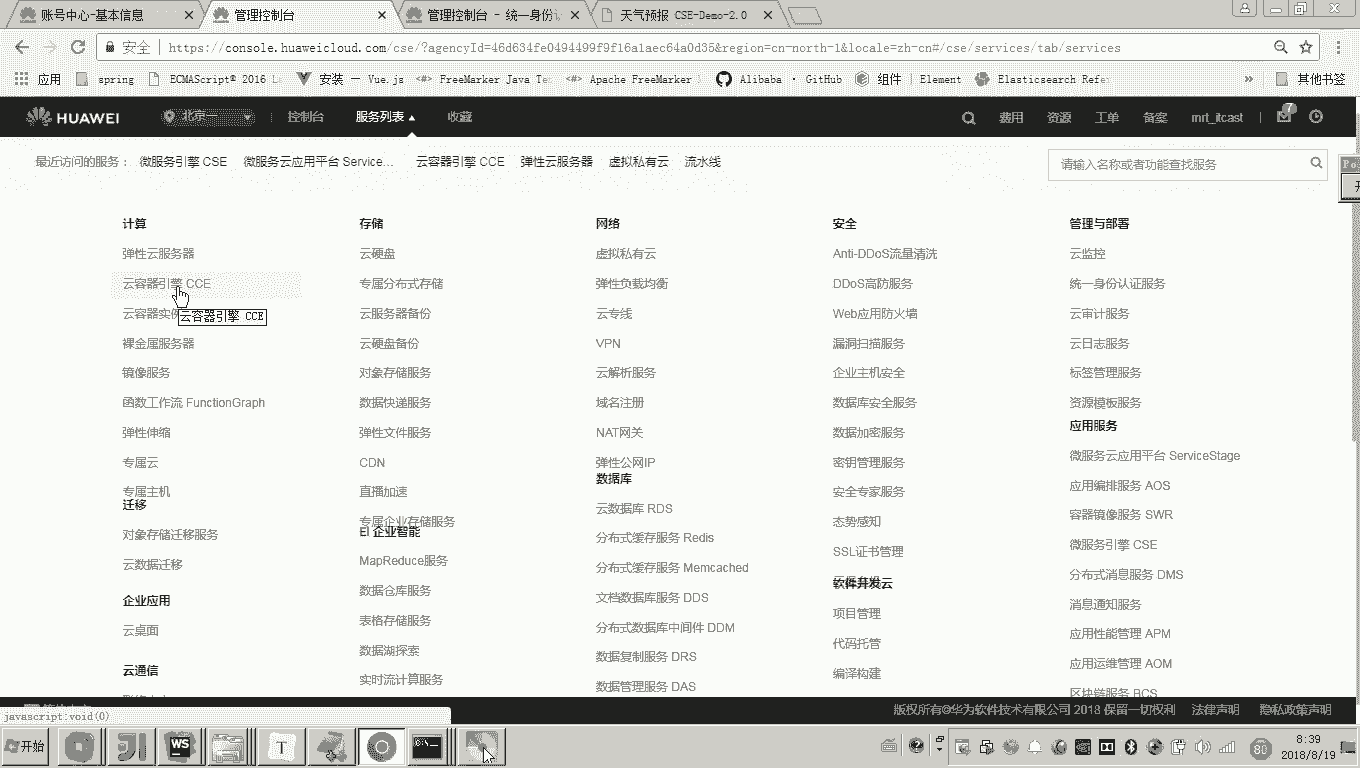 账号中心-基本信息
管理控制台
管理控制台 - 统一身份认
天气预报 CSE-Demo-2.0
安全
https://console.huaweicloud.com/cse/?agencyId=46d634fe0494499f9f16a1aec64a0d35&region=cn-north-1&locale=zh-cn#/cse/services/tab/services
应用
spring
ECMAScript® 2016 L
安装 — Vue.js
FreeMarker Java Te
Apache FreeMarker
Alibaba · GitHub
组件 | Element
Elasticsearch Refe
»
其他书签
HUAWEI
北京一
控制台
服务列表
收藏
费用
资源
工单
备案
mrt_itcast
7
最近访问的服务：
微服务引擎 CSE
微服务云应用平台 Service...
云容器引擎 CCE
弹性云服务器
虚拟私有云
流水线
请输入名称或者功能查找服务
计算
弹性云服务器
云容器引擎 CCE
云容器实例
云容器引擎 CCE
裸金属服务器
镜像服务
函数工作流 FunctionGraph
弹性伸缩
专属云
专属主机
迁移
对象存储迁移服务
云数据迁移
企业应用
云桌面
云通信
存储
云硬盘
专属分布式存储
云服务器备份
云硬盘备份
对象存储服务
数据快递服务
弹性文件服务
CDN
直播加速
专属企业存储服务
EI 企业智能
MapReduce服务
数据仓库服务
表格存储服务
数据湖探索
实时流计算服务
网络
虚拟私有云
弹性负载均衡
云专线
VPN
云解析服务
域名注册
NAT网关
弹性公网IP
数据库
云数据库 RDS
分布式缓存服务 Redis
分布式缓存服务 Memcached
文档数据库服务 DDS
分布式数据库中间件 DDM
数据复制服务 DRS
数据管理服务 DAS
安全
Anti-DDoS流量清洗
DDoS高防服务
Web应用防火墙
漏洞扫描服务
企业主机安全
数据库安全服务
数据加密服务
密钥管理服务
安全专家服务
态势感知
SSL证书管理
软件开发云
项目管理
代码托管
编译构建
管理与部署
云监控
统一身份认证服务
云审计服务
云日志服务
标签管理服务
资源模板服务
应用服务
微服务云应用平台 ServiceStage
应用编排服务 AOS
容器镜像服务 SWR
微服务引擎 CSE
分布式消息服务 DMS
消息通知服务
应用性能管理 APM
应用运维管理 AOM
区块链服务 BCS
javascript:void(0)
版权所有©华为软件技术有限公司 2018 保留一切权利
法律声明
隐私政策声明
开始
WS
T
80
8:39
2018/8/19